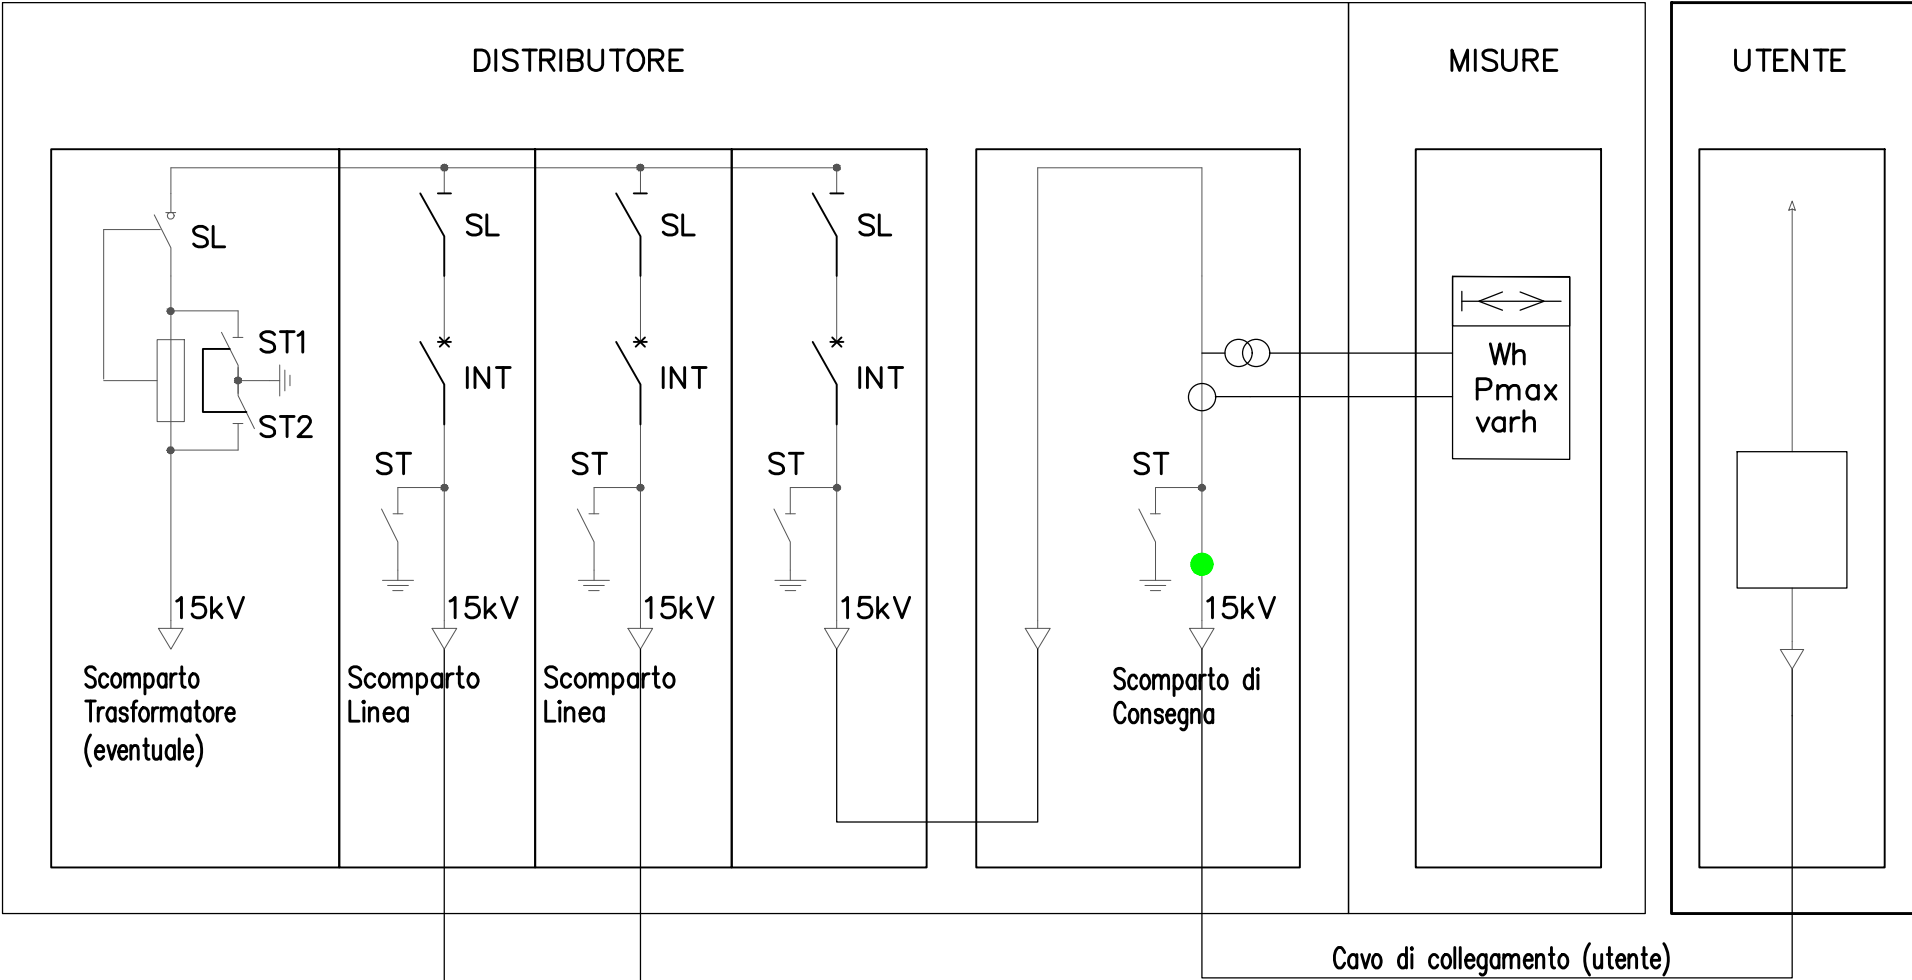 DISTRIBUTORE
MISURE
UTENTE
SL
SL
SL
SL
ST1
ST2
INT
INT
INT
ST
ST
ST
ST
Wh
Pmax
varh
15kV
15kV
15kV
15kV
15kV
Scomparto
Trasformatore
(eventuale)
Scomparto
Linea
Scomparto
Linea
Scomparto di
Consegna
Cavo di collegamento (utente)